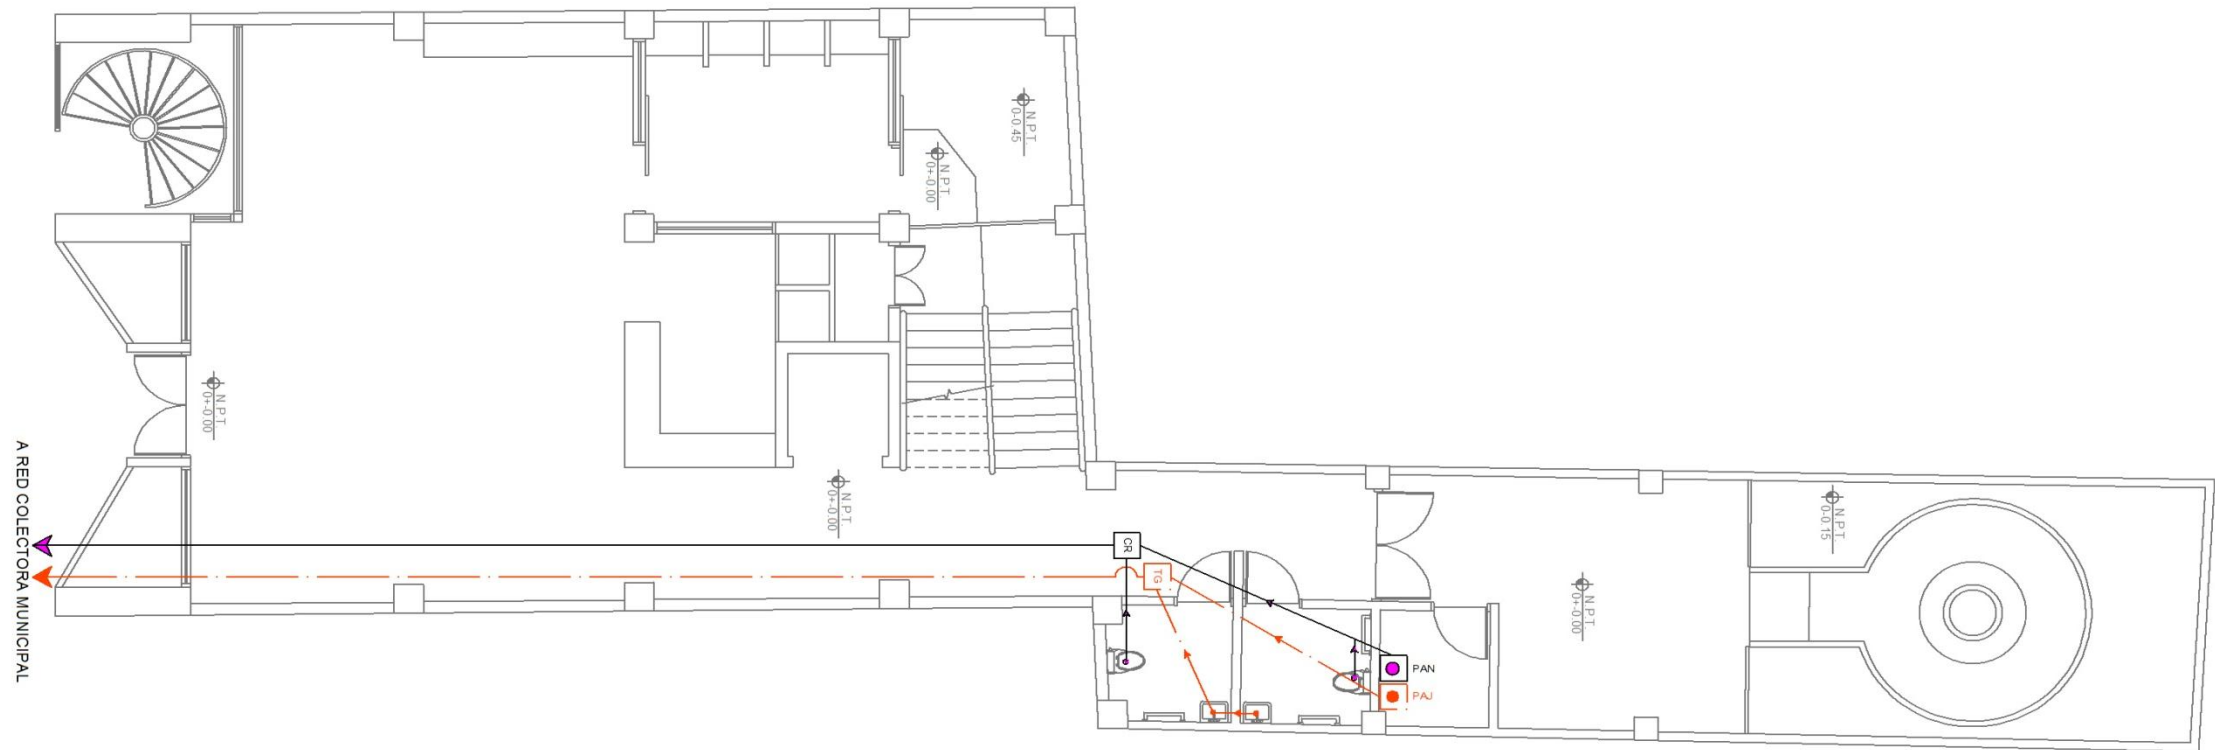 N.P.T.
0-0.45
N.P.T.
0+-0.00
N.P.T.
0+-0.00
N.P.T.
0+-0.00
N.P.T.
0-0.15
N.P.T.
0+-0.00
CR
TG
PAN
PAJ
A RED COLECTORA MUNICIPAL